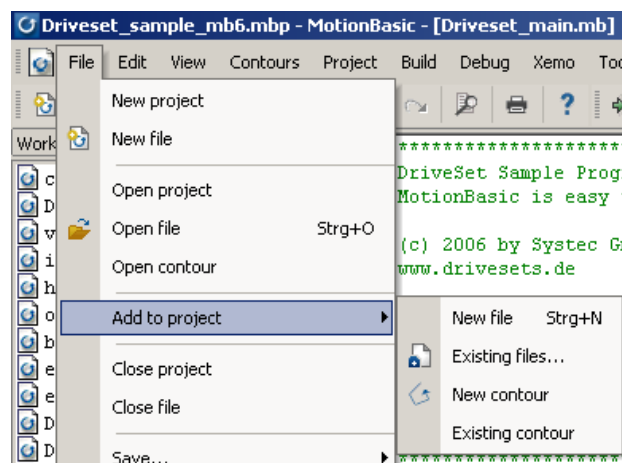 Driveset_sample_mb6.mbp - MotionBasic - [Driveset_main.mb]
File Edit View Contours Project Build Debug Xemo
New project
Work
New file
**********************
DriveSet Sample
Open project
MotionBasic is easy
Open file Strg+O
(c) 2006 by Systec
Open contour
www.drivesets.de
Add to project
New file Strg+N
Existing files...
Close project
New contour
Close file
Existing contour
Save...